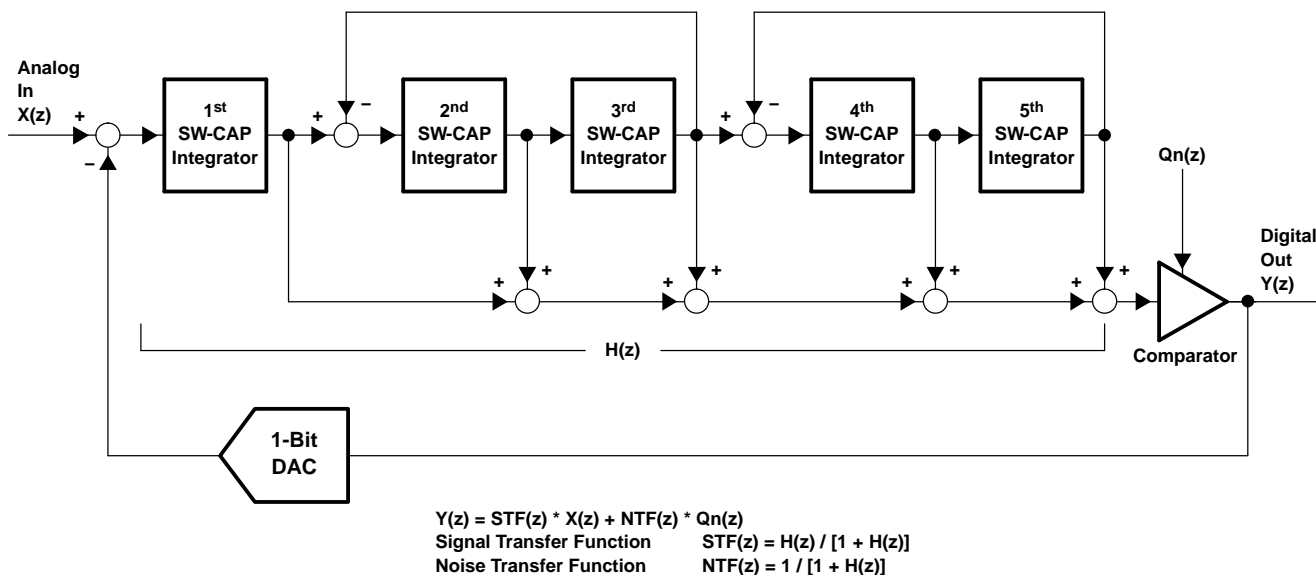 Analog
In
X(z)
+
−
1st
SW-CAP
Integrator
+
−
2nd
SW-CAP
Integrator
3rd
SW-CAP
Integrator
+
−
4th
SW-CAP
Integrator
5th
SW-CAP
Integrator
Qn(z)
Digital
Out
Y(z)
+
+
+
+
+
+
+
+
Comparator
H(z)
1-Bit
DAC
Y(z) = STF(z) * X(z) + NTF(z) * Qn(z)
Signal Transfer Function STF(z) = H(z) / [1 + H(z)]
Noise Transfer Function NTF(z) = 1 / [1 + H(z)]